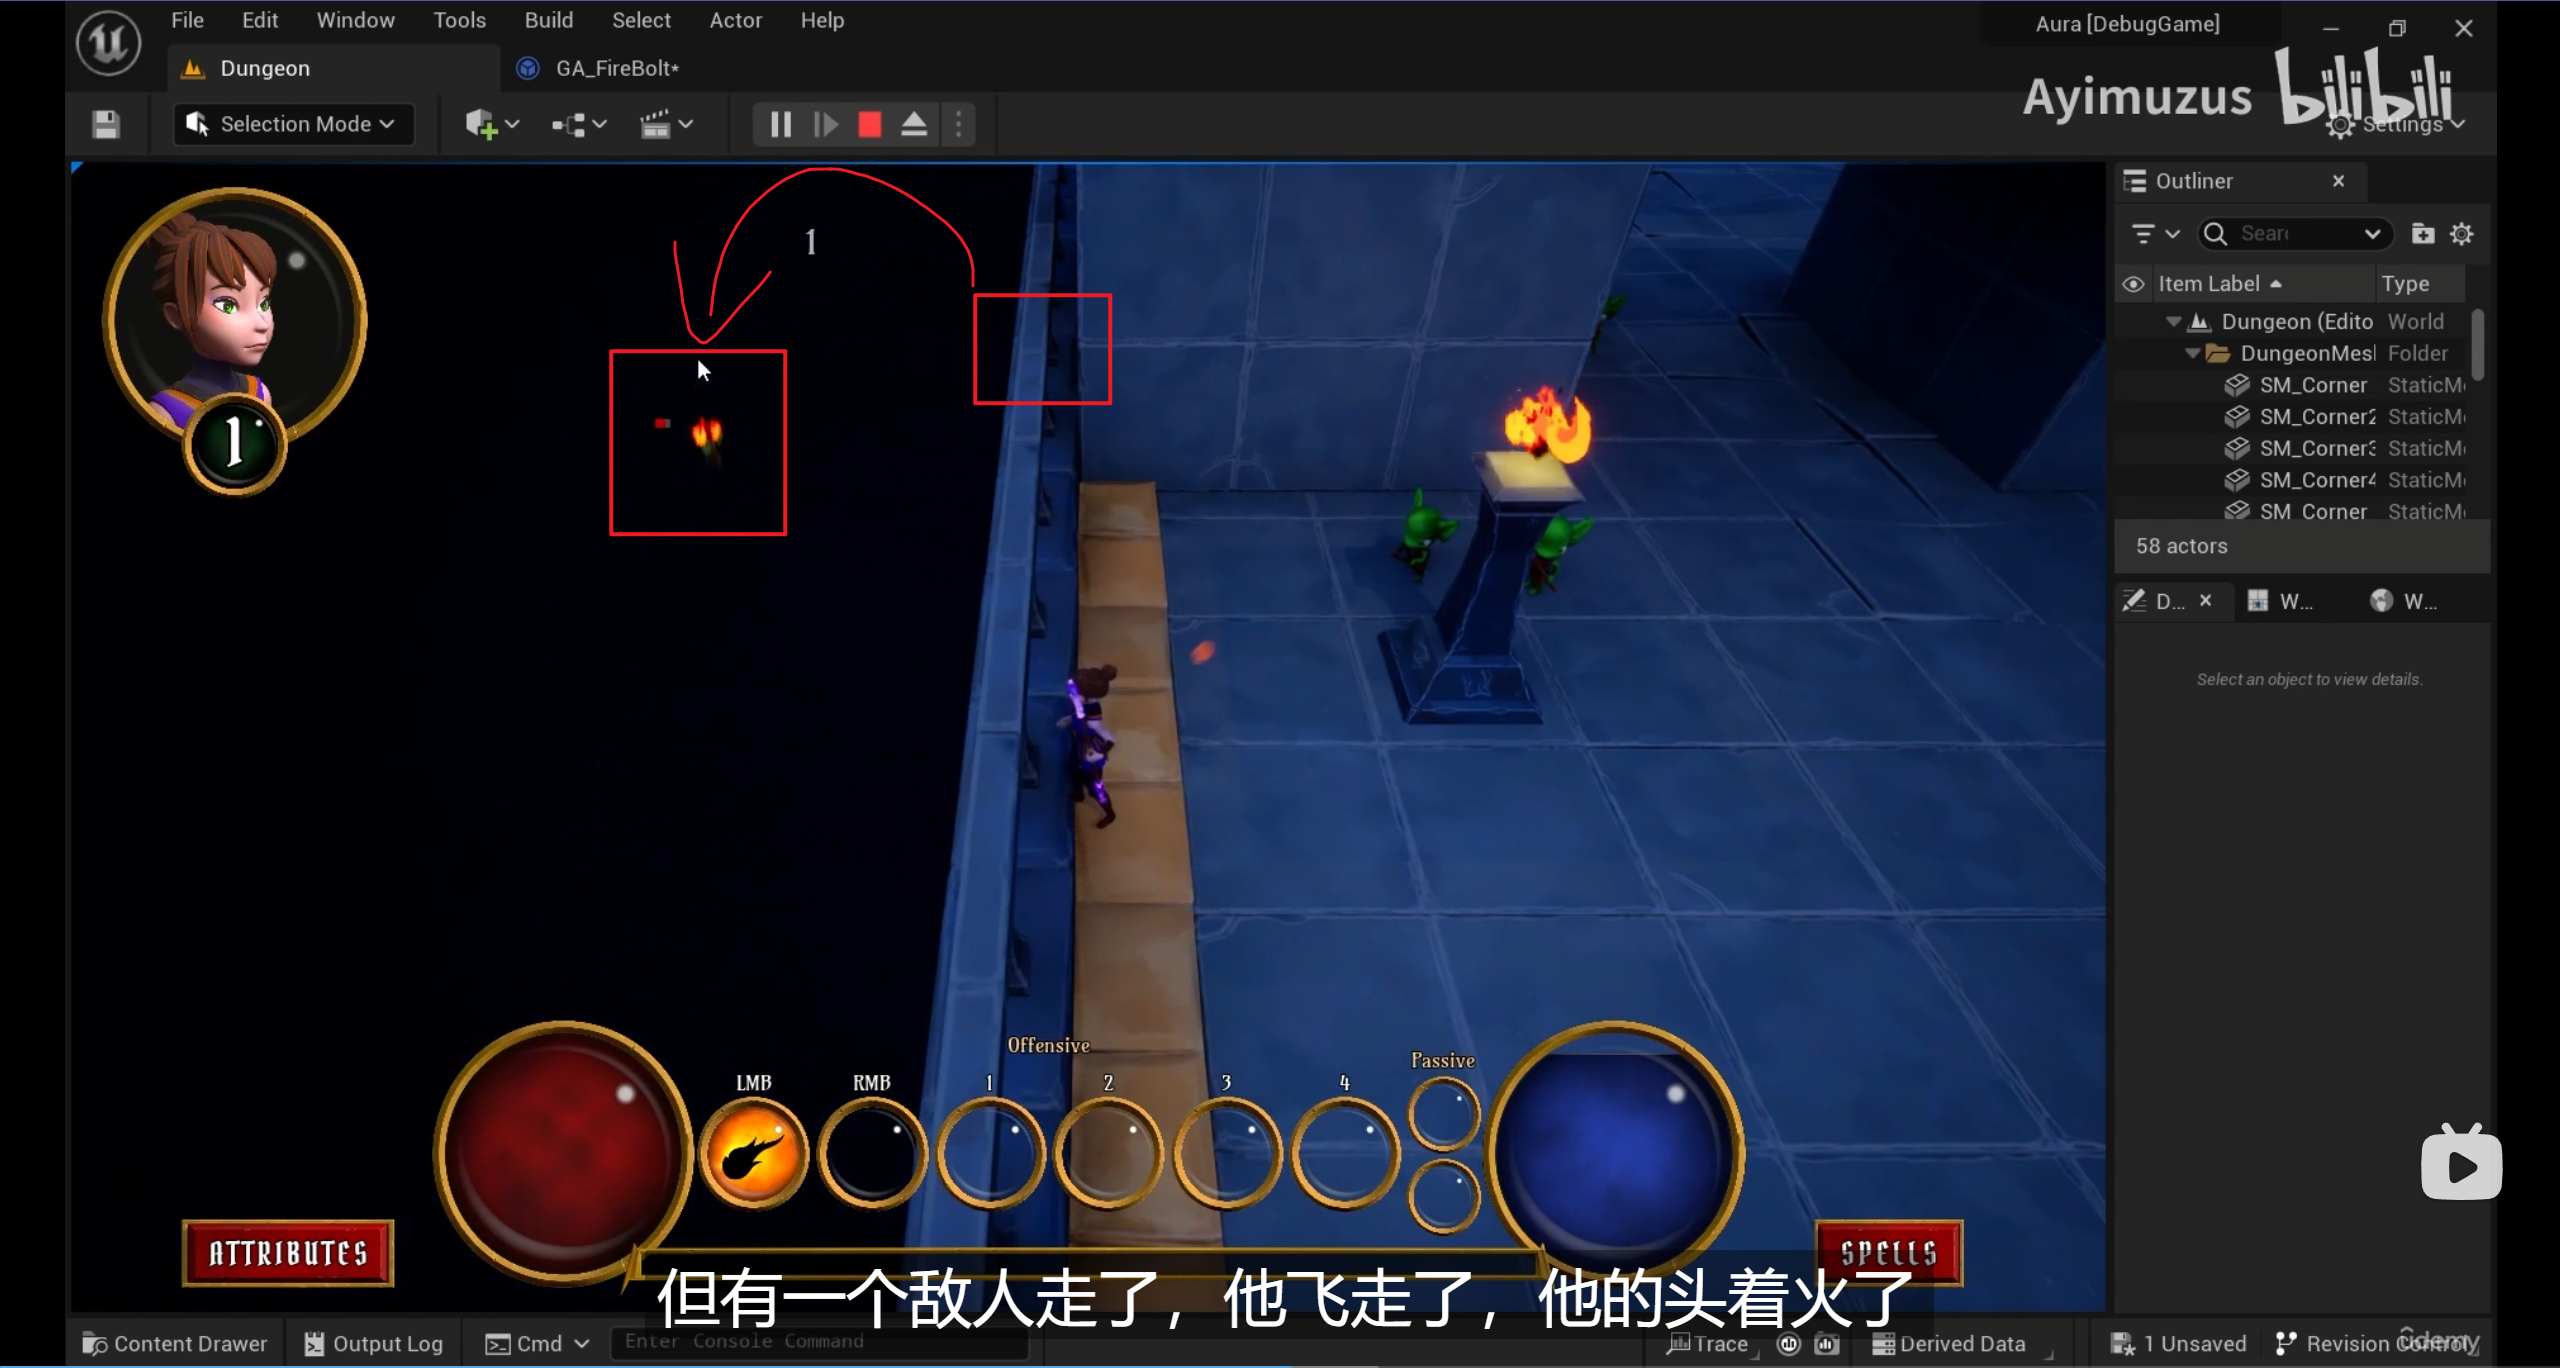 File Edit Window Tools Build Select Actor Help
Aura [DebugGame]
Dungeon
GA_FireBolt*
Ayimuzus bilibili
Selection Mode
Settings
1
1
Outliner
Item Label Type
Dungeon (Edito World
DungeonMesl Folder
SM_Corner StaticM
SM_Corner2 StaticM
SM_Corner3 StaticM
SM_Corner4 StaticM
SM_Corner StaticM
58 actors
D... W... W...
Select an object to view details.
Offensive
Passive
LMB RMB 1 2 3 4
ATTRIBUTES
SPELLS
但有一个敌人走了，他飞走了，他的头着火了
Content Drawer Output Log Cmd Enter Console Command Trace Derived Data 1 Unsaved Revision
ûdemy